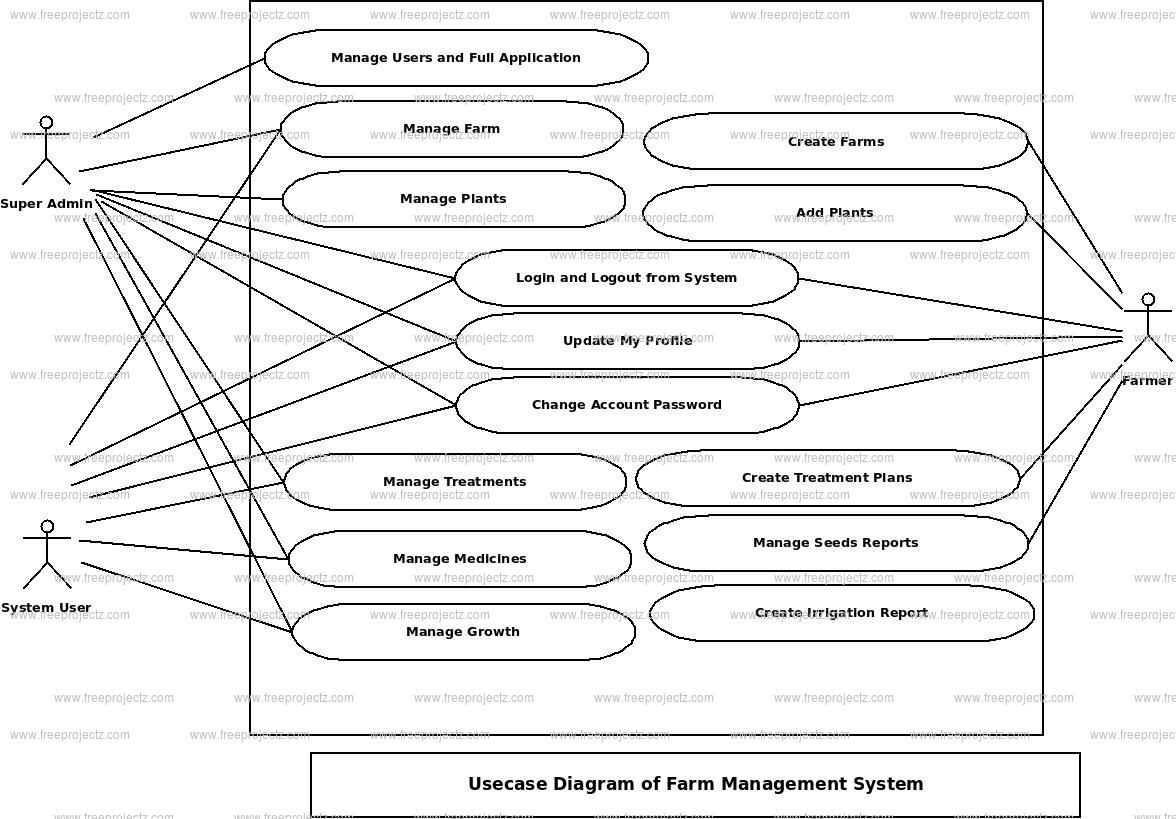 Manage Users and Full Application
Manage Farm
Create Farms
Manage Plants
Super Admin
Add Plants
Login and Logout from System
Update My Profile
Farmer
Change Account Password
Manage Treatments
Create Treatment Plans
Manage Seeds Reports
Manage Medicines
System User
Create Irrigation Report
Manage Growth
Usecase Diagram of Farm Management System
www.freeprojectz.com